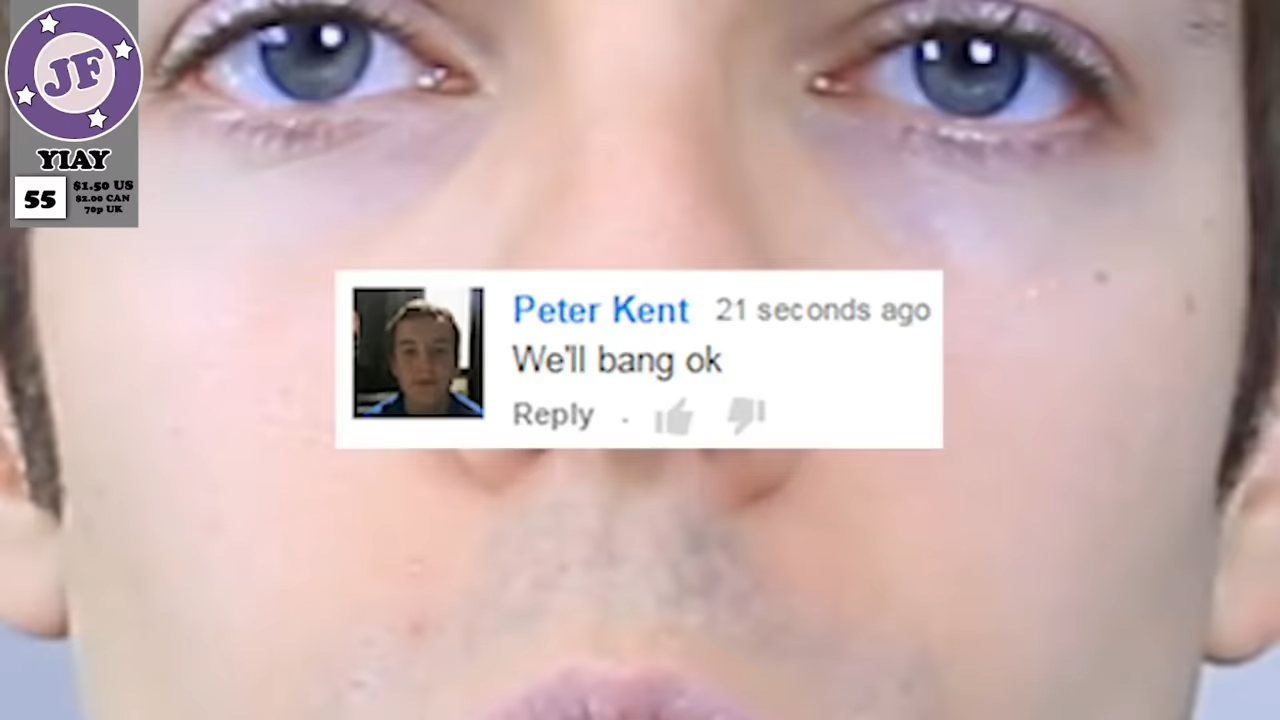 JF
YIAY
55
$1.50 US
$2.00 CAN
70p UK
Peter Kent 21 seconds ago
We'll bang ok
Reply .